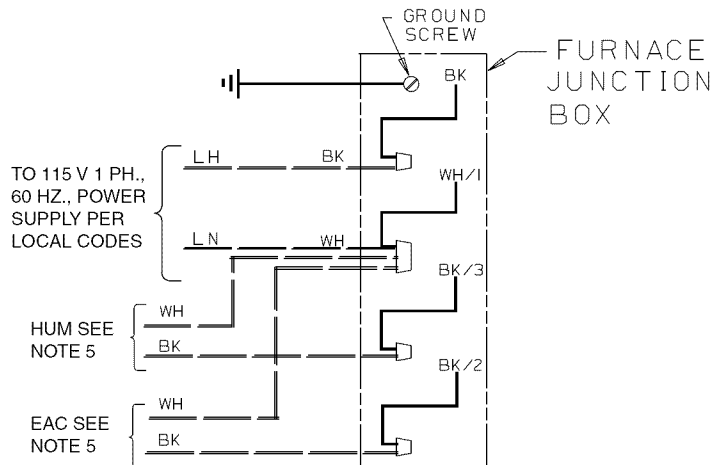 GROUND
SCREW
FURNACE
JUNCTION
BOX
BK
LH
BK
TO 115 V 1 PH.,
60 HZ., POWER
SUPPLY PER
LOCAL CODES
WH/1
LN
WH
BK/3
WH
HUM SEE
NOTE 5
BK
BK/2
WH
EAC SEE
NOTE 5
BK